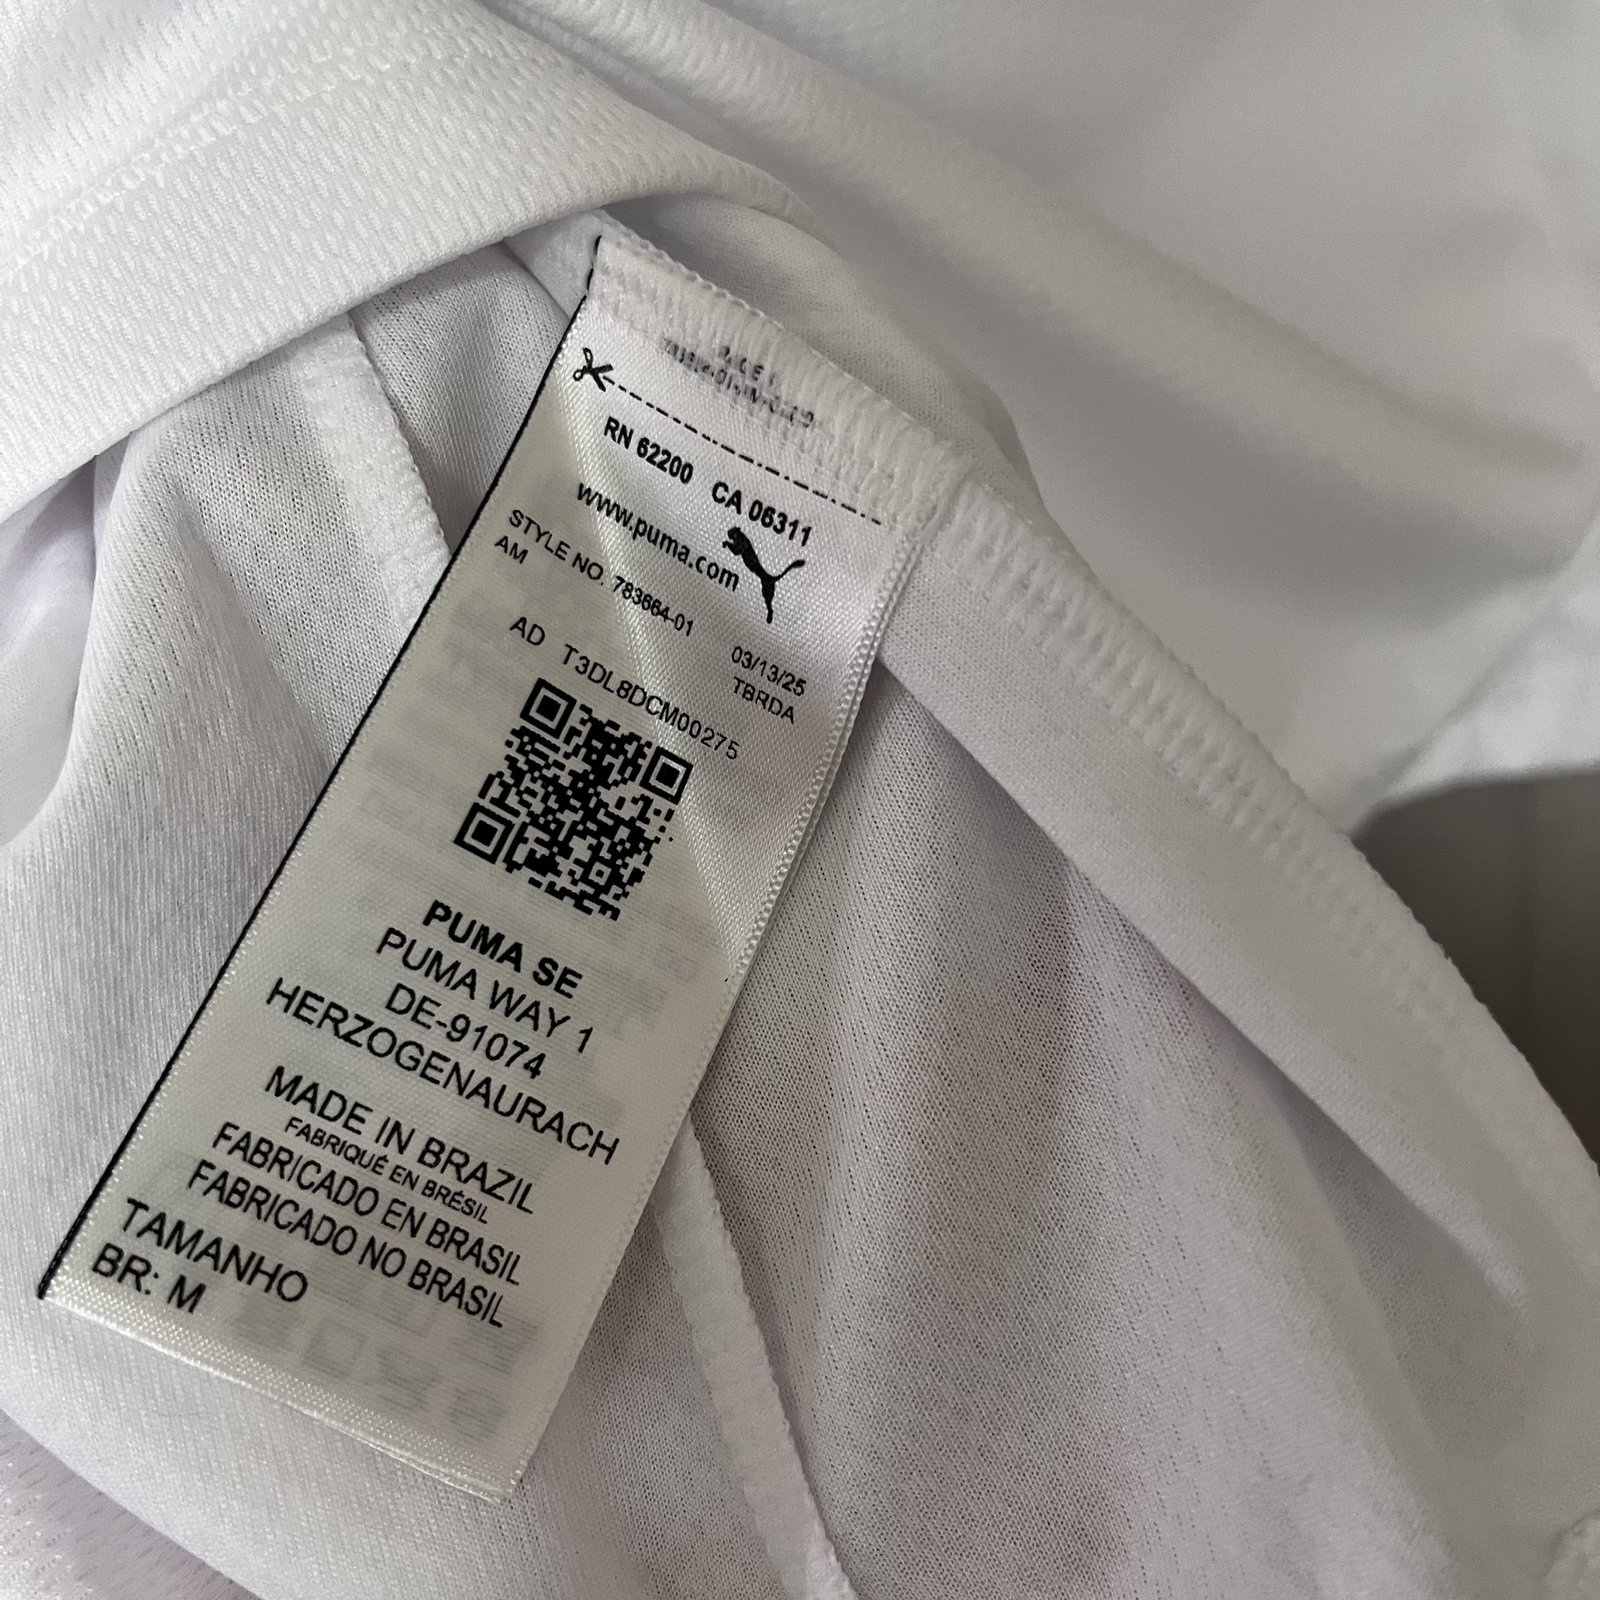 RN 62200 CA 06311
www.puma.com
STYLE NO. 783664-01
AM
03/13/25
TBRDA
AD T3DL8DCM00275
PUMA SE
PUMA WAY 1
DE-91074
HERZOGENAURACH
MADE IN BRAZIL
FABRIQUÉ EN BRÉSIL
FABRICADO EN BRASIL
FABRICADO NO BRASIL
TAMANHO
BR: M